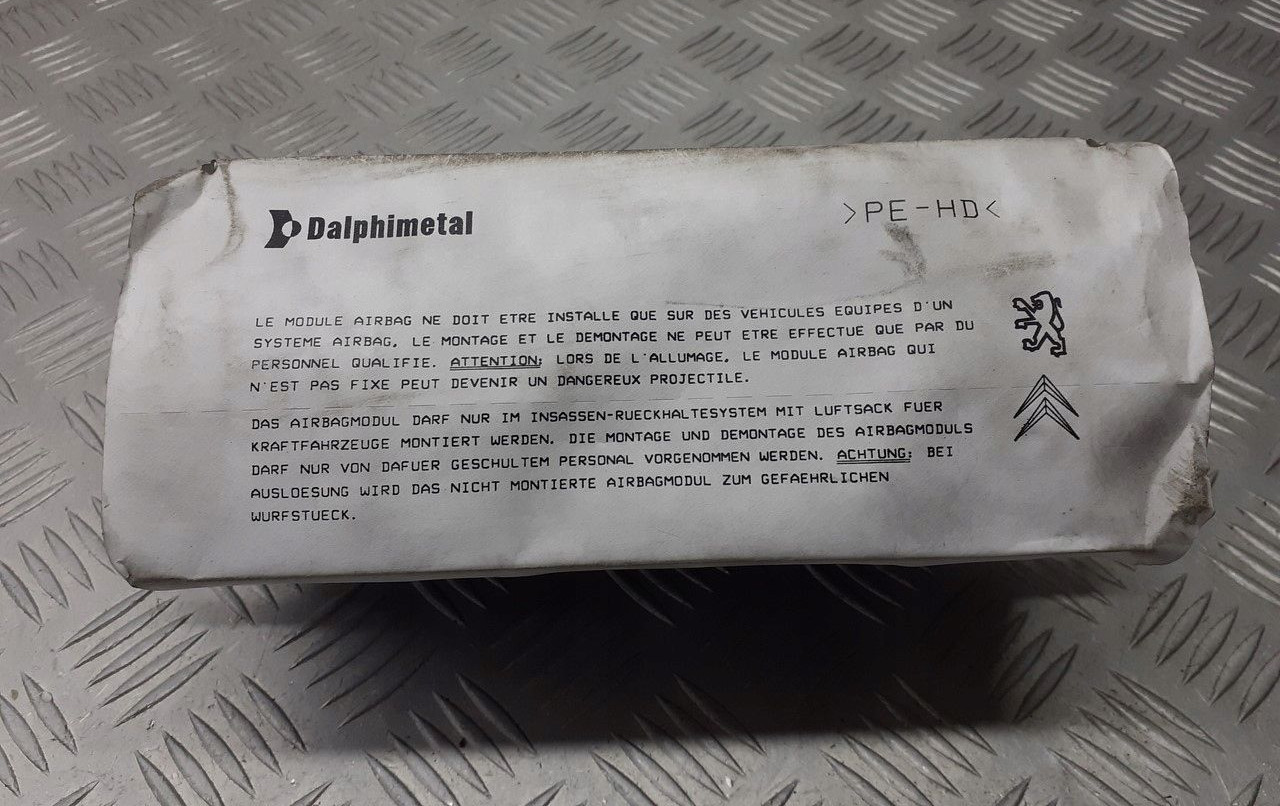 Dalphimetal
>PE-HD<
LE MODULE AIRBAG NE DOIT ETRE INSTALLE QUE SUR DES VEHICULES EQUIPES D'UN
SYSTEME AIRBAG. LE MONTAGE ET LE DEMONTAGE NE PEUT ETRE EFFECTUE QUE PAR DU
PERSONNEL QUALIFIE. ATTENTION: LORS DE L'ALLUMAGE, LE MODULE AIRBAG QUI
N'EST PAS FIXE PEUT DEVENIR UN DANGEREUX PROJECTILE.
DAS AIRBAGMODUL DARF NUR IM INSASSEN-RUECKHALTESYSTEM MIT LUFTSACK FUER
KRAFTFAHRZEUGE MONTIERT WERDEN. DIE MONTAGE UND DEMONTAGE DES AIRBAGMODULS
DARF NUR VON DAFUER GESCHULTEM PERSONAL VORGENOMMEN WERDEN. ACHTUNG: BEI
AUSLOESUNG WIRD DAS NICHT MONTIERTE AIRBAGMODUL ZUM GEFAEHRLICHEN
WURFSTUECK.